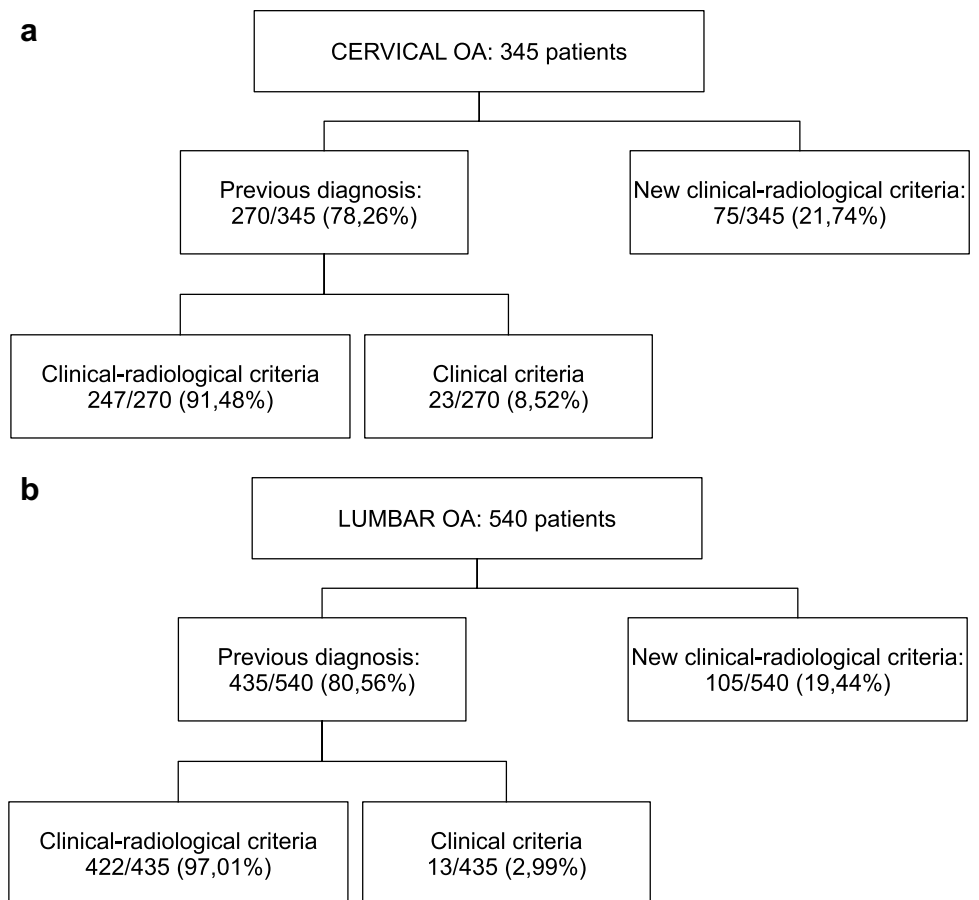 a
CERVICAL OA: 345 patients
Previous diagnosis:
270/345 (78,26%)
New clinical-radiological criteria:
75/345 (21,74%)
Clinical-radiological criteria
247/270 (91,48%)
Clinical criteria
23/270 (8,52%)
b
LUMBAR OA: 540 patients
Previous diagnosis:
435/540 (80,56%)
New clinical-radiological criteria:
105/540 (19,44%)
Clinical-radiological criteria
422/435 (97,01%)
Clinical criteria
13/435 (2,99%)